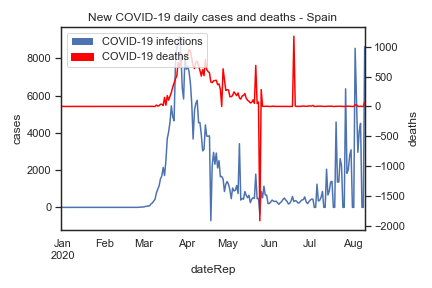 New COVID-19 daily cases and deaths - Spain
COVID-19 infections
COVID-19 deaths
8000
6000
4000
2000
0
cases
1000
500
0
−500
−1000
−1500
−2000
deaths
Jan Feb Mar Apr May Jun Jul Aug
2020
dateRep